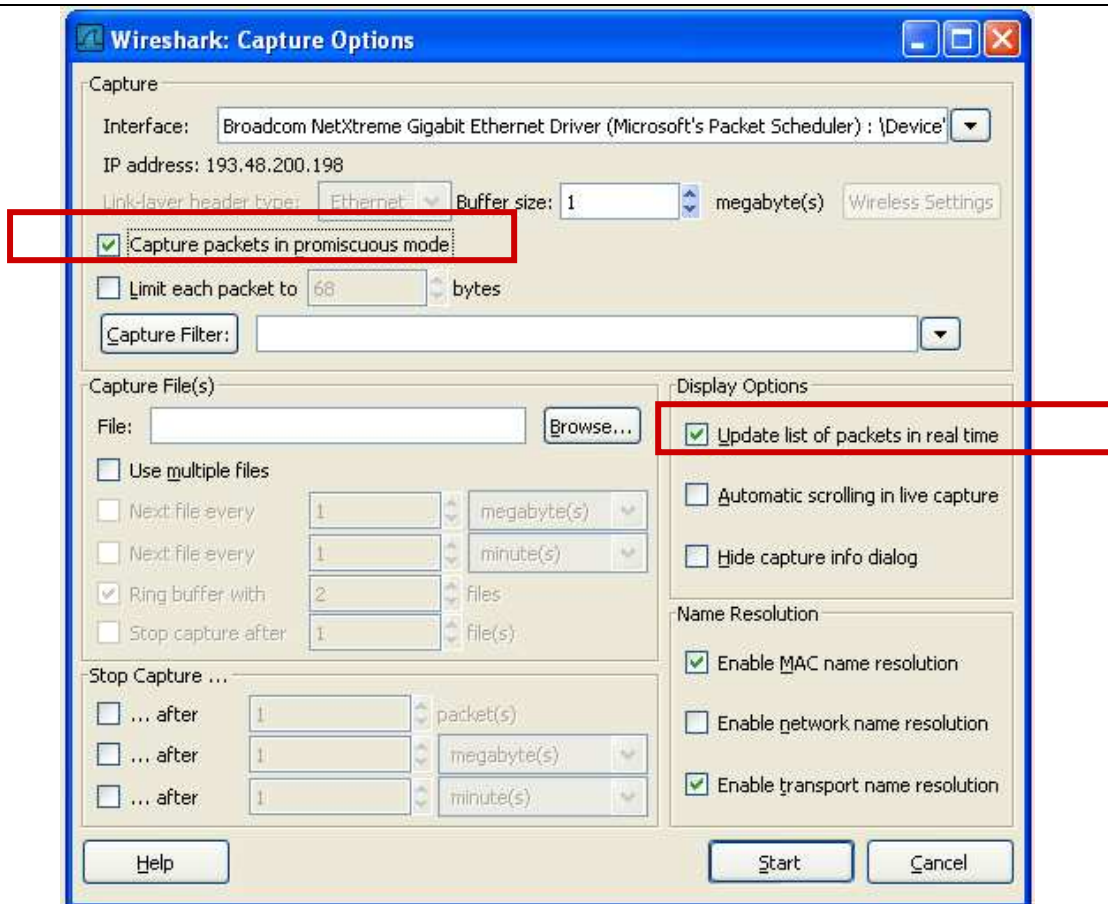 Wireshark: Capture Options
Capture
Interface: Broadcom NetXtreme Gigabit Ethernet Driver (Microsoft's Packet Scheduler) : \Device'
IP address: 193.48.200.198
Link-layer header type: Ethernet Buffer size: 1 megabyte(s) Wireless Settings
Capture packets in promiscuous mode
Limit each packet to 68 bytes
Capture Filter:
Capture File(s)
File: Browse...
Use multiple files
Next file every 1 megabyte(s)
Next file every 1 minute(s)
Ring buffer with 2 files
Stop capture after 1 file(s)
Stop Capture ...
... after 1 packet(s)
... after 1 megabyte(s)
... after 1 minute(s)
Display Options
Update list of packets in real time
Automatic scrolling in live capture
Hide capture info dialog
Name Resolution
Enable MAC name resolution
Enable network name resolution
Enable transport name resolution
Help Start Cancel